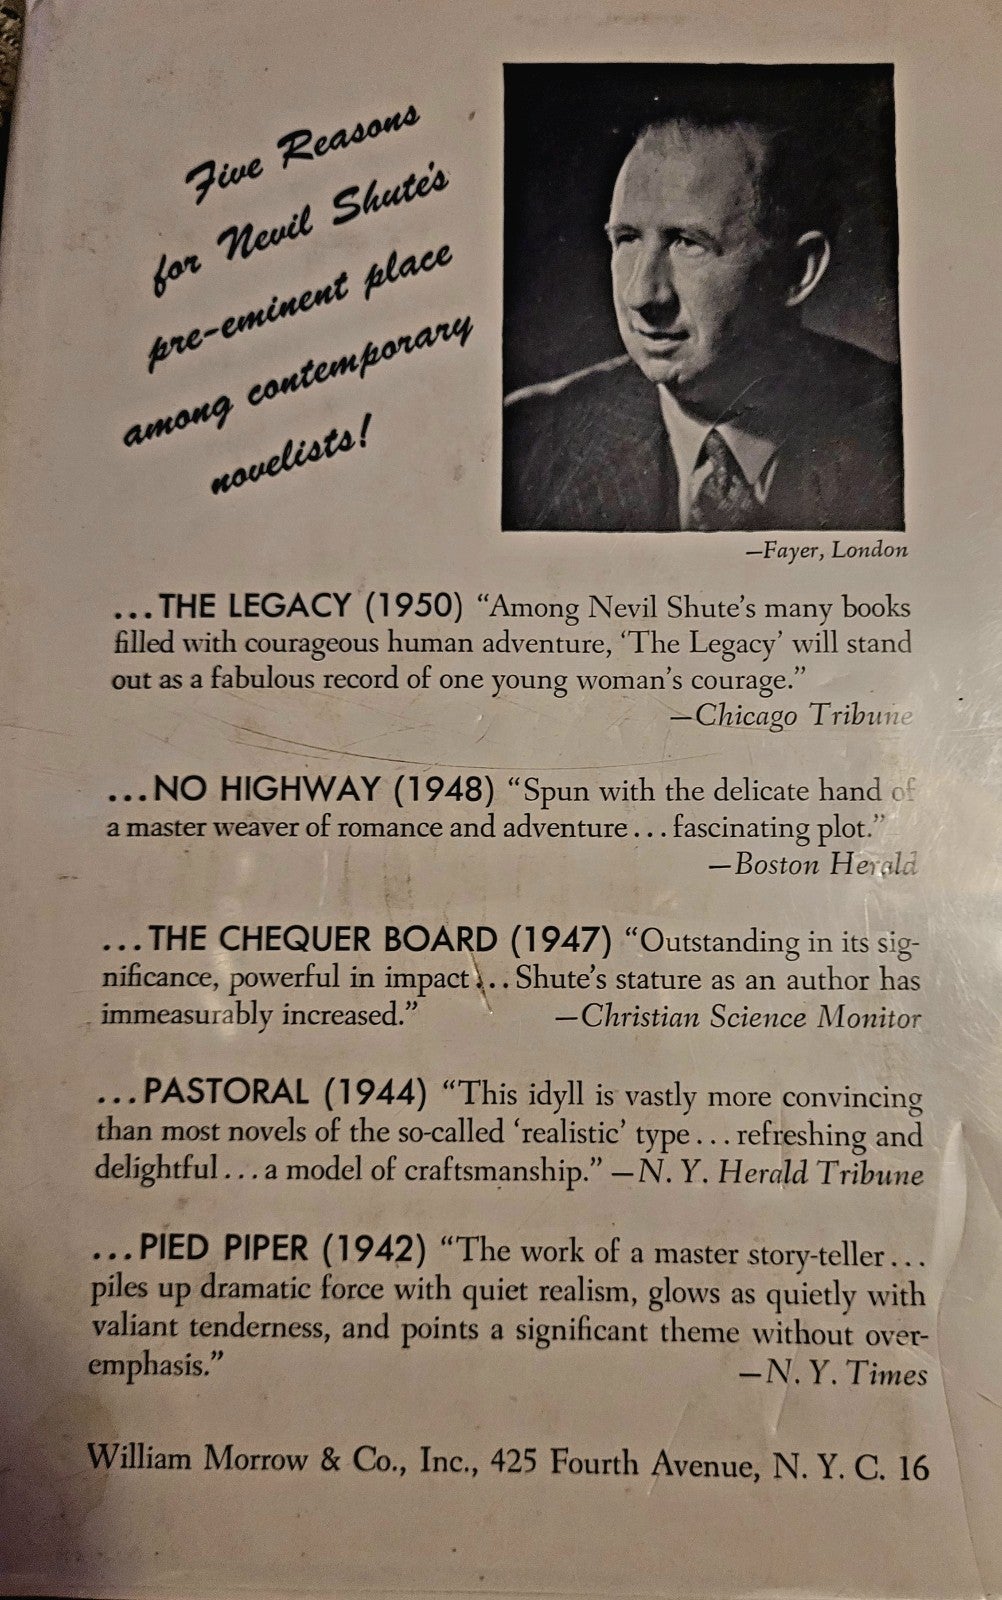 Five Reasons
for Nevil Shute's
pre-eminent place
among contemporary
novelists!
—Fayer, London
...THE LEGACY (1950) “Among Nevil Shute’s many books
filled with courageous human adventure, ‘The Legacy’ will stand
out as a fabulous record of one young woman’s courage.”
—Chicago Tribune
...NO HIGHWAY (1948) “Spun with the delicate hand of
a master weaver of romance and adventure...fascinating plot.”
—Boston Herald
...THE CHEQUER BOARD (1947) “Outstanding in its sig-
nificance, powerful in impact...Shute’s stature as an author has
immeasurably increased.” —Christian Science Monitor
...PASTORAL (1944) “This idyll is vastly more convincing
than most novels of the so-called ‘realistic’ type...refreshing and
delightful...a model of craftsmanship.” —N. Y. Herald Tribune
...PIED PIPER (1942) “The work of a master story-teller...
piles up dramatic force with quiet realism, glows as quietly with
valiant tenderness, and points a significant theme without over-
emphasis.” —N. Y. Times
William Morrow & Co., Inc., 425 Fourth Avenue, N. Y. C. 16